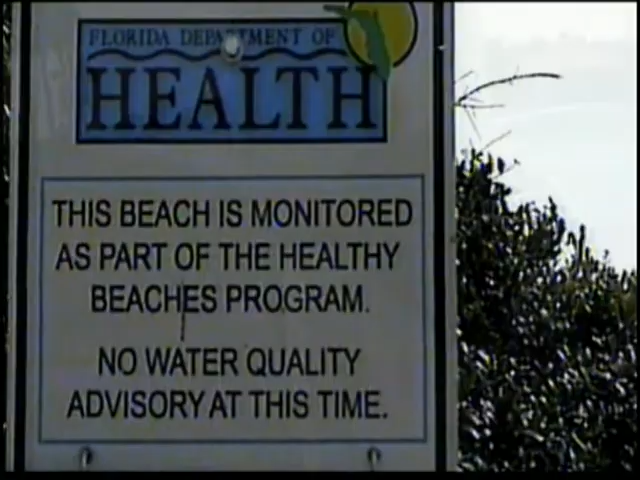 FLORIDA DEPARTMENT OF
HEALTH
THIS BEACH IS MONITORED
AS PART OF THE HEALTHY
BEACHES PROGRAM.
NO WATER QUALITY
ADVISORY AT THIS TIME.